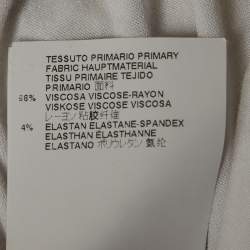 TESSUTO PRIMARIO PRIMARY
FABRIC HAUPTMATERIAL
TISSU PRIMAIRE TEJIDO
PRIMARIO 面料
96% VISCOSA VISCOSE-RAYON
VISKOSE VISCOSE VISCOSA
レーヨン 粘胶纤维
4% ELASTAN ELASTANE-SPANDEX
ELASTHAN ELASTHANNE
ELASTANO ポリウレタン 氨纶